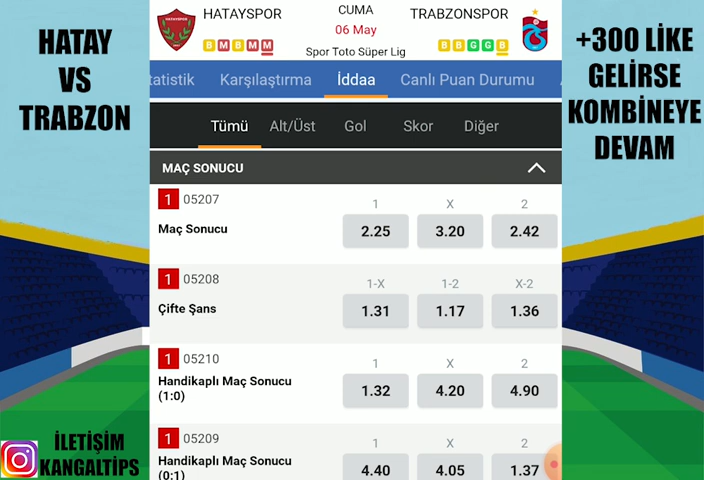 HATAY
VS
TRABZON
HATAYSPOR
B M B M M
CUMA
06 May
Spor Toto Süper Lig
TRABZONSPOR
B B G G B
+300 LİKE
GELİRSE
KOMBİNEYE
DEVAM
tatistik Karşılaştırma İddaa Canlı Puan Durumu
Tümü Alt/Üst Gol Skor Diğer
MAÇ SONUCU
1 05207
Maç Sonucu
1 X 2
2.25 3.20 2.42
1 05208
Çifte Şans
1-X 1-2 X-2
1.31 1.17 1.36
1 05210
Handikaplı Maç Sonucu
(1:0)
1 X 2
1.32 4.20 4.90
1 05209
Handikaplı Maç Sonucu
(0:1)
1 X 2
4.40 4.05 1.37
İLETİŞİM
KANGALTİPS